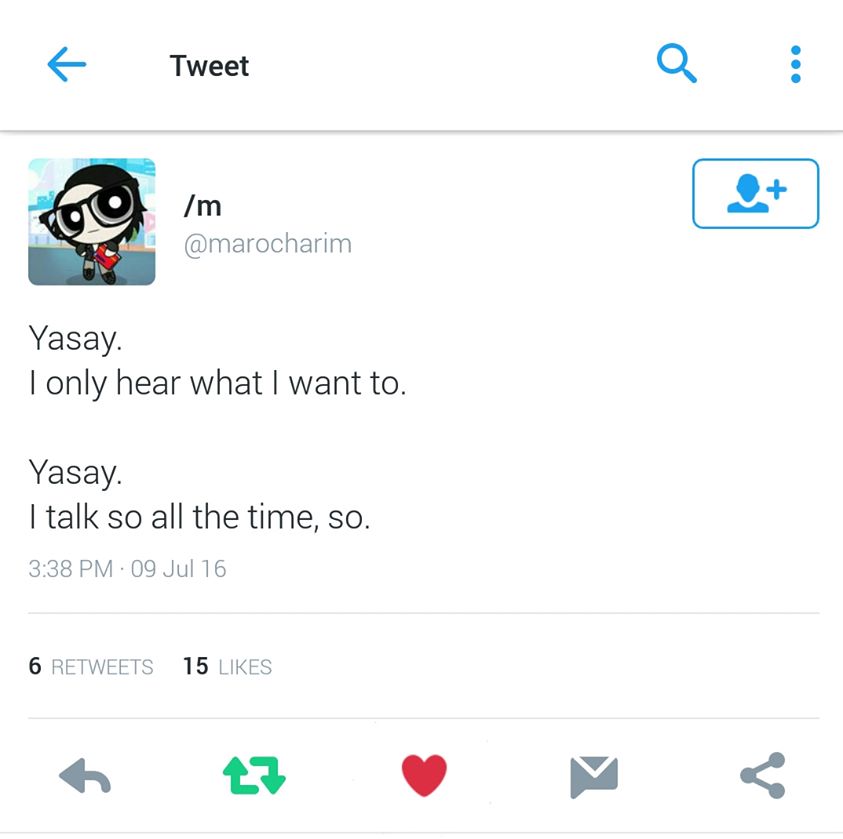 Tweet
/m
@marocharim
Yasay.
I only hear what I want to.
Yasay.
I talk so all the time, so.
3:38 PM · 09 Jul 16
6 RETWEETS 15 LIKES